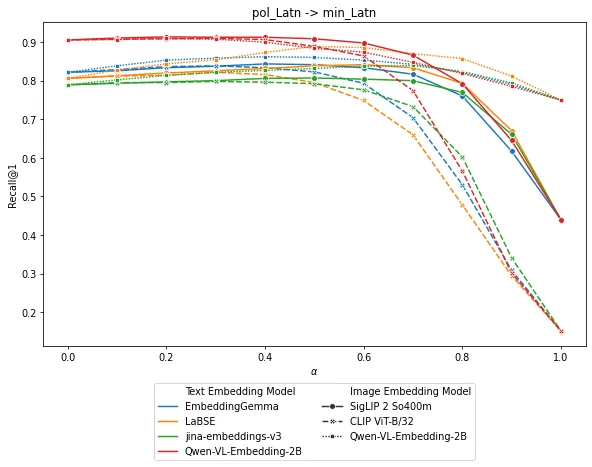 pol_Latn -> min_Latn
Recall@1
0.9
0.8
0.7
0.6
0.5
0.4
0.3
0.2
0.0 0.2 0.4 0.6 0.8 1.0
α
Text Embedding Model
EmbeddingGemma
LaBSE
jina-embeddings-v3
Qwen-VL-Embedding-2B
Image Embedding Model
SigLIP 2 So400m
CLIP ViT-B/32
Qwen-VL-Embedding-2B